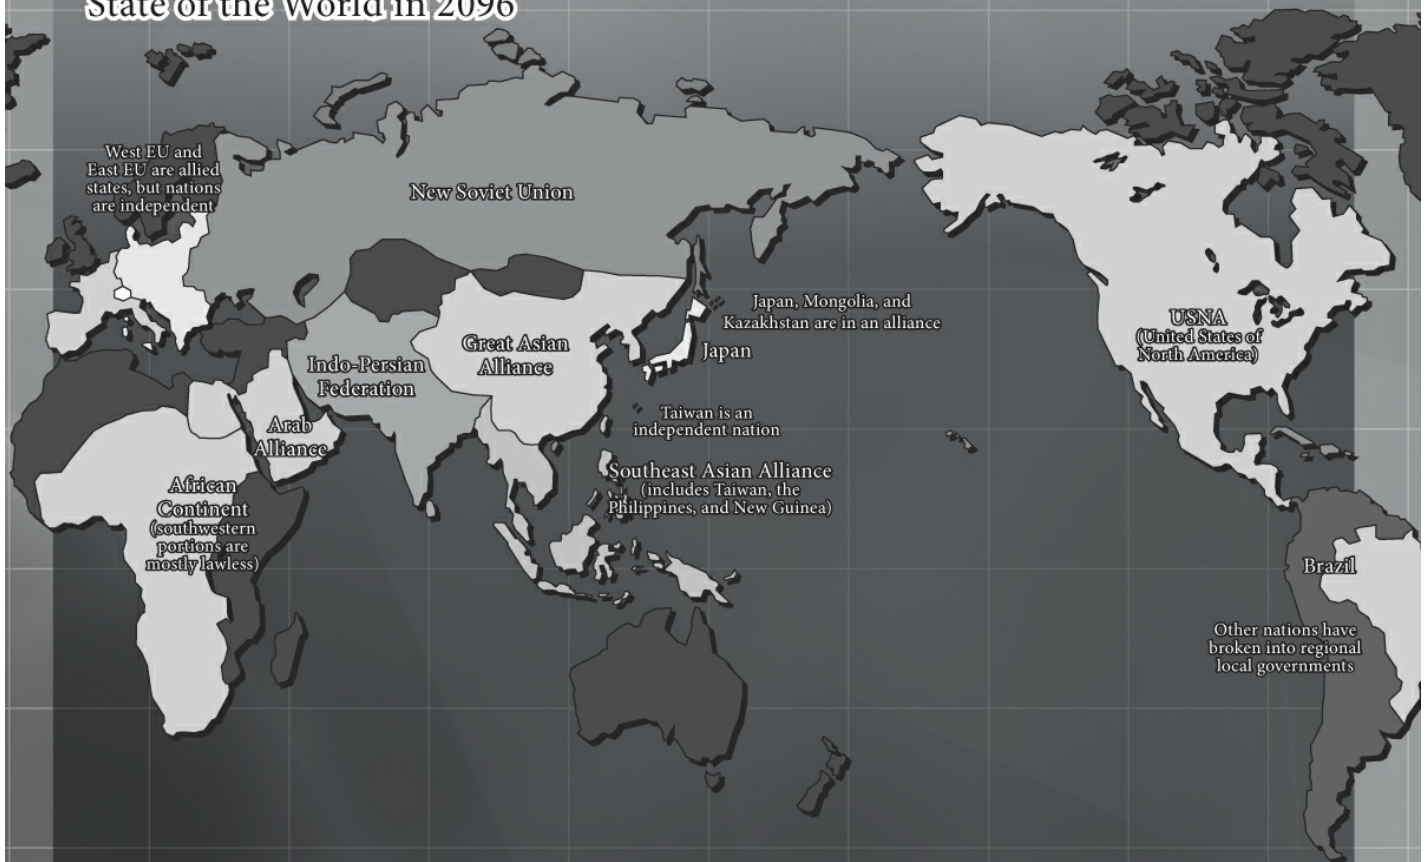 State of the World in 2096
West EU and
East EU are allied
states, but nations
are independent
New Soviet Union
Japan, Mongolia, and
Kazakhstan are in an alliance
Japan
Great Asian
Alliance
Indo-Persian
Federation
Arab
Alliance
Taiwan is an
independent nation
Southeast Asian Alliance
(includes Taiwan, the
Philippines, and New Guinea)
African
Continent
(southwestern
portions are
mostly lawless)
USNA
(United States of
North America)
Brazil
Other nations have
broken into regional
local governments